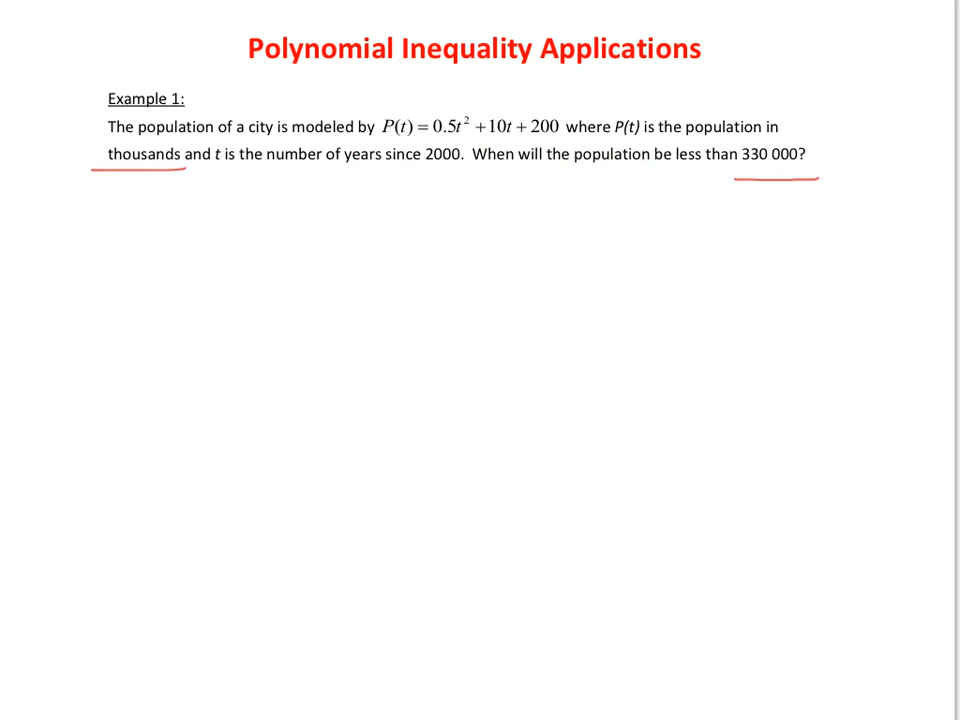 Polynomial Inequality Applications
Example 1:
The population of a city is modeled by P(t) = 0.5t² + 10t + 200 where P(t) is the population in
thousands and t is the number of years since 2000. When will the population be less than 330 000?